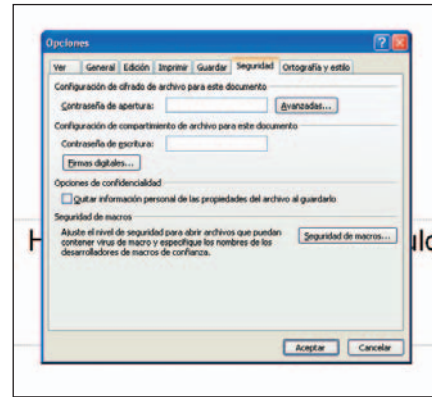 Opciones
Ver General Edición Imprimir Guardar Seguridad Ortografía y estilo
Configuración de cifrado de archivo para este documento
Contraseña de apertura: Avanzadas...
Configuración de compartimiento de archivo para este documento
Contraseña de escritura:
Firmas digitales...
Opciones de confidencialidad
Quitar información personal de las propiedades del archivo al guardarlo
Seguridad de macros
Ajuste el nivel de seguridad para abrir archivos que puedan
contener virus de macro y especifique los nombres de los
desarrolladores de macros de confianza.
Seguridad de macros...
Aceptar Cancelar